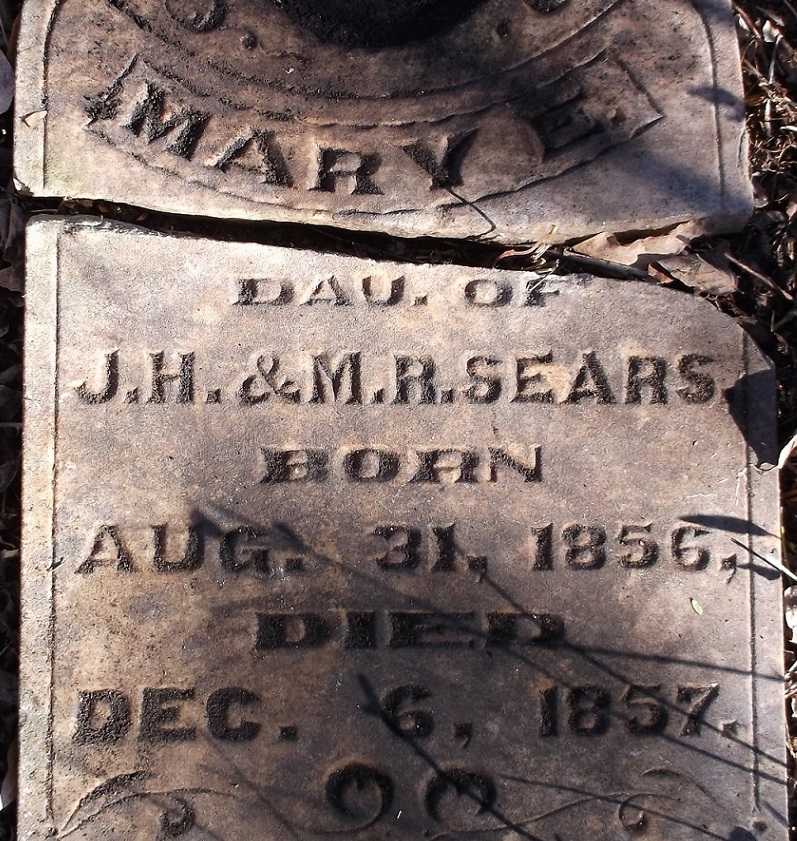 MARY E.
DAU. OF
J.H. & M.R. SEARS.
BORN
AUG. 31, 1856,
DIED
DEC. 6, 1857.